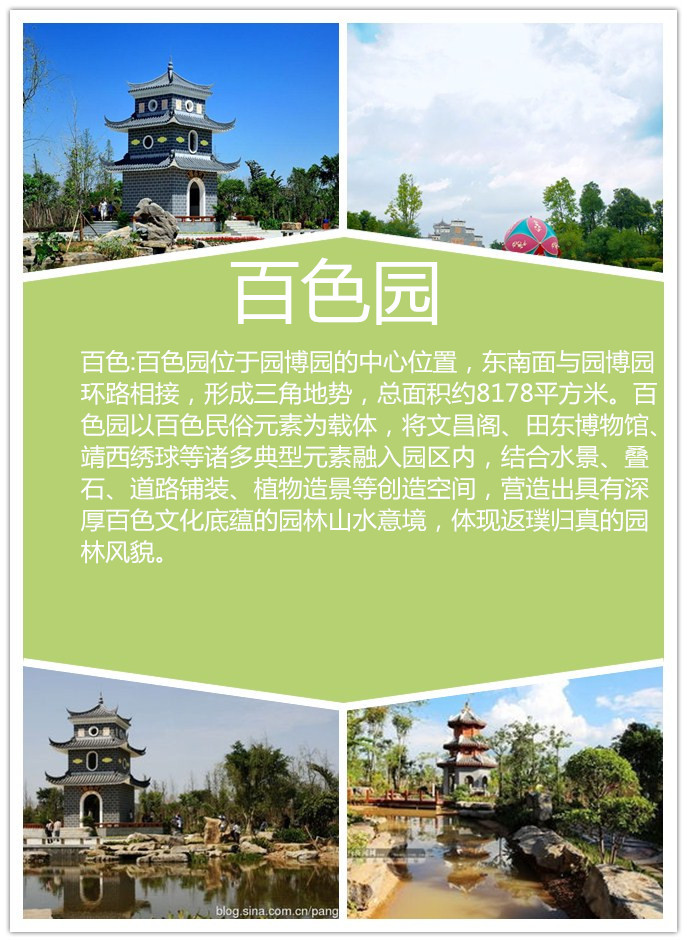 百色园
百色:百色园位于园博园的中心位置，东南面与园博园
环路相接，形成三角地势，总面积约8178平方米。百
色园以百色民俗元素为载体，将文昌阁、田东博物馆、
靖西绣球等诸多典型元素融入园区内，结合水景、叠
石、道路铺装、植物造景等创造空间，营造出具有深
厚百色文化底蕴的园林山水意境，体现返璞归真的园
林风貌。
blog.sina.com.cn/pang